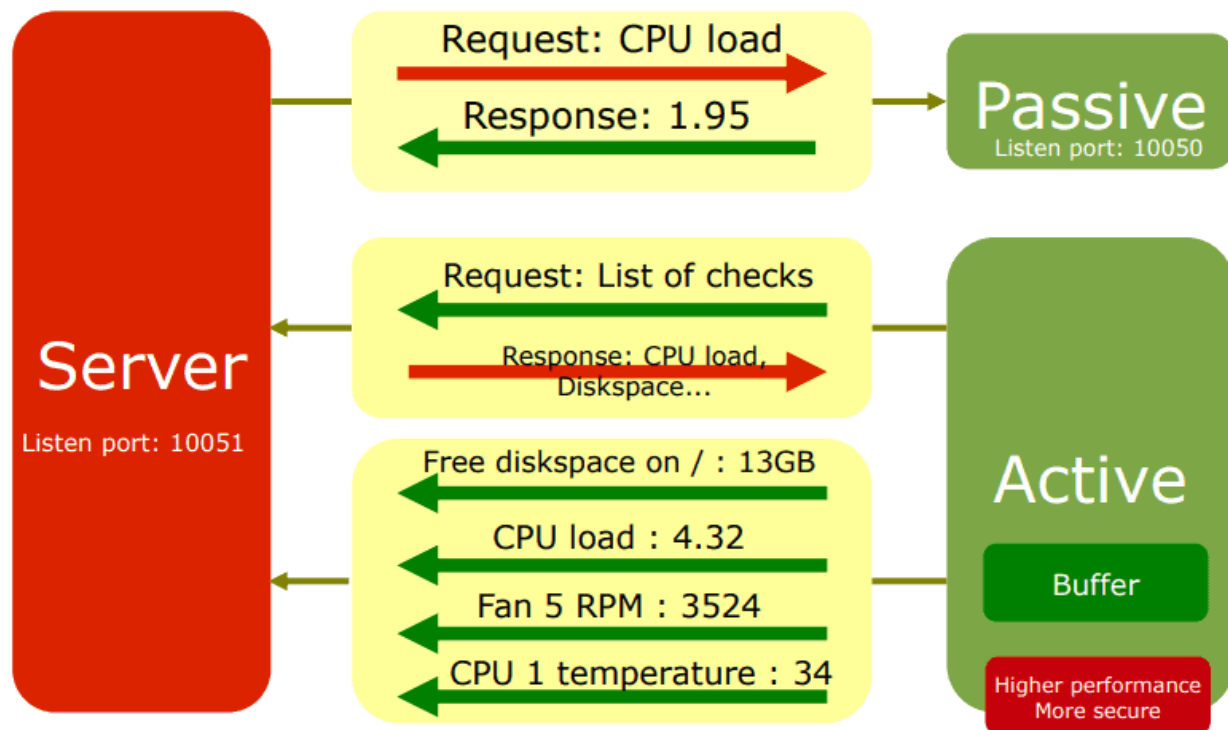 Server
Listen port: 10051
Request: CPU load
Response: 1.95
Passive
Listen port: 10050
Request: List of checks
Response: CPU load,
Diskspace...
Free diskspace on / : 13GB
CPU load : 4.32
Fan 5 RPM : 3524
CPU 1 temperature : 34
Active
Buffer
Higher performance
More secure